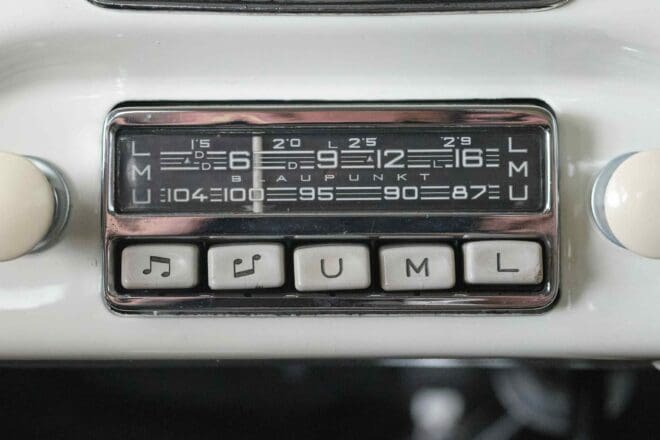 L 1'5 2'0 L 2'5 2'9 L
M D D 6 D 9 12 L 16 M
BLAUPUNKT
U 104 100 95 90 87 U
♫ ♫ U M L